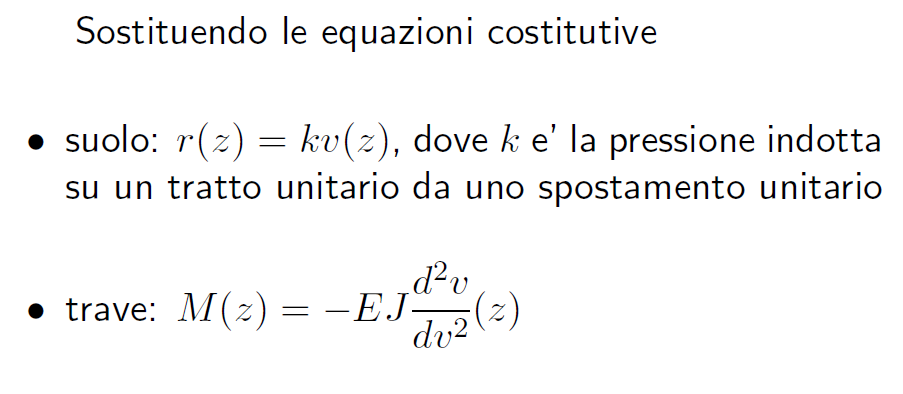 Sostituendo le equazioni costitutive
• suolo: r(z) = kv(z), dove k e' la pressione indotta
su un tratto unitario da uno spostamento unitario
• trave: M(z) = −EJ d²v/dv² (z)